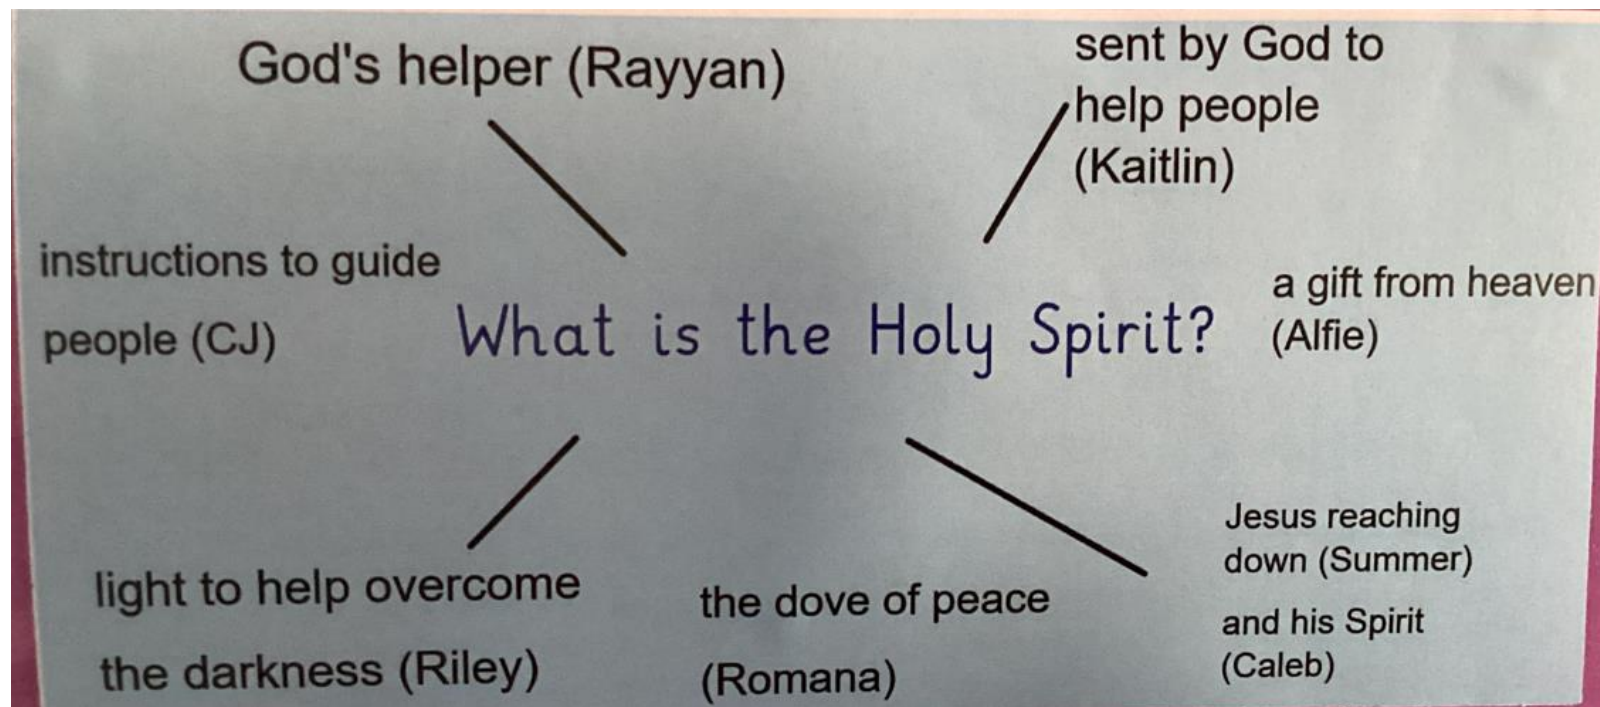 God's helper (Rayyan)
sent by God to
help people
(Kaitlin)
instructions to guide
people (CJ)
What is the Holy Spirit?
a gift from heaven
(Alfie)
light to help overcome
the darkness (Riley)
the dove of peace
(Romana)
Jesus reaching
down (Summer)
and his Spirit
(Caleb)